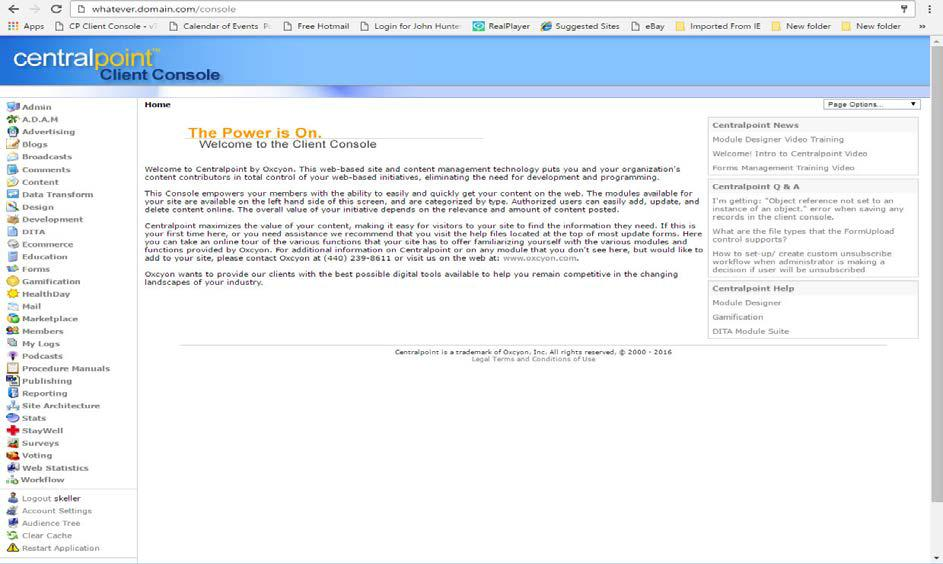 whatever.domain.com/console
Apps CP Client Console - v Calendar of Events P Free Hotmail Login for John Hunte RealPlayer Suggested Sites eBay Imported From IE New folder New folder »
centralpoint™
Client Console
Admin
A.D.A.M
Advertising
Blogs
Broadcasts
Comments
Content
Data Transform
Design
Development
DITA
Ecommerce
Education
Forms
Gamification
HealthDay
Mail
Marketplace
Members
My Logs
Podcasts
Procedure Manuals
Publishing
Reporting
Site Architecture
Stats
StayWell
Surveys
Voting
Web Statistics
Workflow
Logout skeller
Account Settings
Audience Tree
Clear Cache
Restart Application
Home
Page Options...
The Power is On.
Welcome to the Client Console
Welcome to Centralpoint by Oxcyon. This web-based site and content management technology puts you and your organization's
content contributors in total control of your web-based initiatives, eliminating the need for development and programming.
This Console empowers your members with the ability to easily and quickly get your content on the web. The modules available for
your site are available on the left hand side of this screen, and are categorized by type. Authorized users can easily add, update, and
delete content online. The overall value of your initiative depends on the relevance and amount of content posted.
Centralpoint maximizes the value of your content, making it easy for visitors to your site to find the information they need. If this is
your first time here, or you need assistance we recommend that you visit the help files located at the top of most update forms. Here
you can take an online tour of the various functions that your site has to offer familiarizing yourself with the various modules and
functions provided by Oxcyon. For additional information on Centralpoint or on any module that you don't see here, but would like to
add to your site, please contact Oxcyon at (440) 239-8611 or visit us on the web at: www.oxcyon.com.
Oxcyon wants to provide our clients with the best possible digital tools available to help you remain competitive in the changing
landscapes of your industry.
Centralpoint News
Module Designer Video Training
Welcome! Intro to Centralpoint Video
Forms Management Training Video
Centralpoint Q & A
I'm getting: "Object reference not set to an
instance of an object." error when saving any
records in the client console.
What are the file types that the FormUpload
control supports?
How to set-up/ create custom unsubscribe
workflow when administrator is making a
decision if user will be unsubscribed
Centralpoint Help
Module Designer
Gamification
DITA Module Suite
Centralpoint is a trademark of Oxcyon, Inc. All rights reserved, © 2000 - 2016
Legal Terms and Conditions of Use